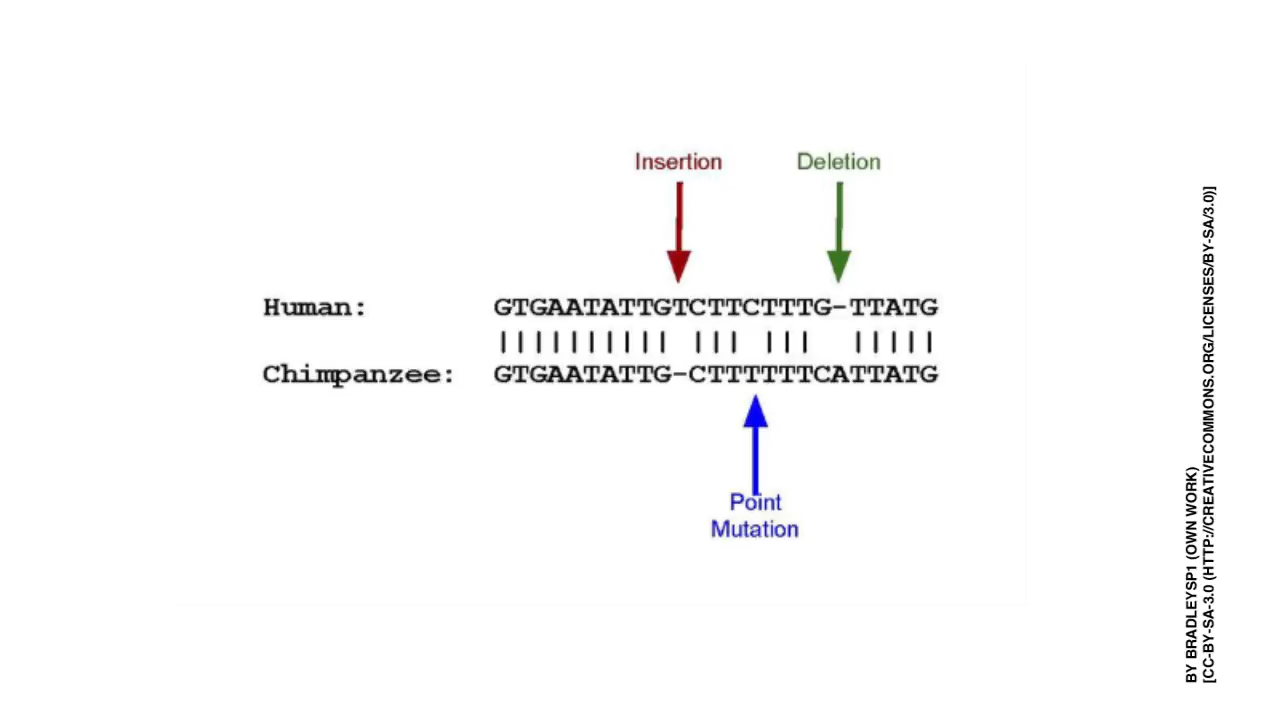 Insertion Deletion
Human: GTGAATATTGTCTTCTTTG-TTATG
|||||||||| ||| ||| |||||
Chimpanzee: GTGAATATTG-CTTTTTTCATTATG
Point
Mutation
BY BRADLEYSP1 (OWN WORK)
[CC-BY-SA-3.0 (HTTP://CREATIVECOMMONS.ORG/LICENSES/BY-SA/3.0)]